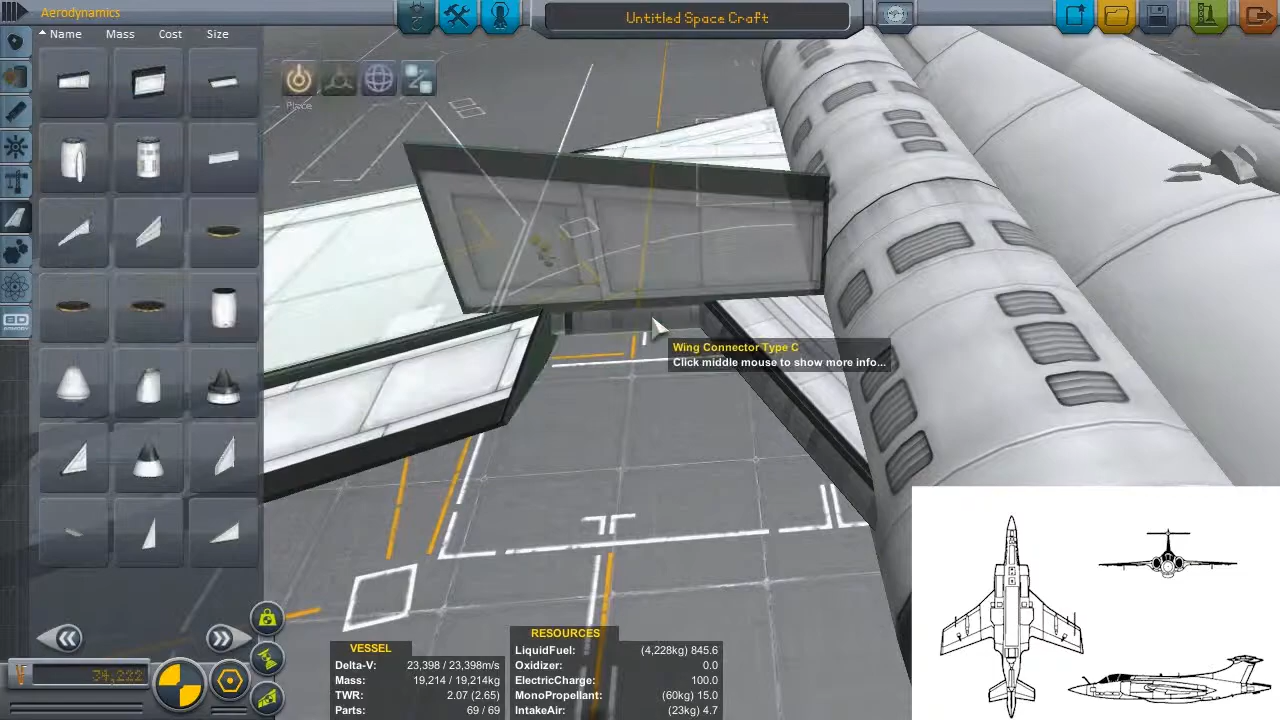 Aerodynamics
Untitled Space Craft
Name Mass Cost Size
Place
Wing Connector Type C
Click middle mouse to show more info...
34,222
VESSEL
Delta-V: 23,398 / 23,398m/s
Mass: 19,214 / 19,214kg
TWR: 2.07 (2.65)
Parts: 69 / 69
RESOURCES
LiquidFuel: (4,228kg) 845.6
Oxidizer: 0.0
ElectricCharge: 100.0
MonoPropellant: (60kg) 15.0
IntakeAir: (23kg) 4.7